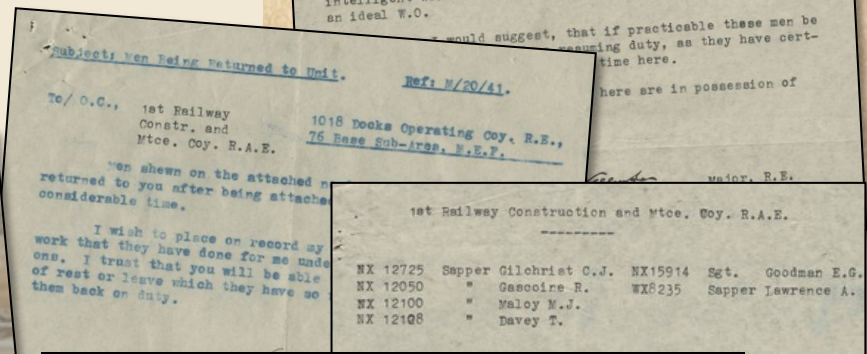 an ideal W.O.
would suggest, that if practicable these men be
resuming duty, as they have cert-
time here.
here are in possession of
Major, R.E.
Subject; Men Being Returned to Unit.
Ref: M/20/41.
To/ O.C.,
1st Railway
Constr. and
Mtce. Coy. R.A.E.
1018 Docks Operating Coy. R.E.,
76 Base Sub-Area, M.E.F.
Men shewn on the attached
returned to you after being attached
considerable time.
I wish to place on record my
work that they have done for me
ons. I trust that you will be able
of rest or leave which they have so
them back on duty.
1st Railway Construction and Mtce. Coy. R.A.E.
---------
NX 12725 Sapper Gilchrist C.J. NX15914 Sgt. Goodman E.G.
NX 12050 " Gascoine R. WX8235 Sapper Lawrence A.
NX 12100 " Maloy M.J.
NX 12108 " Davey T.